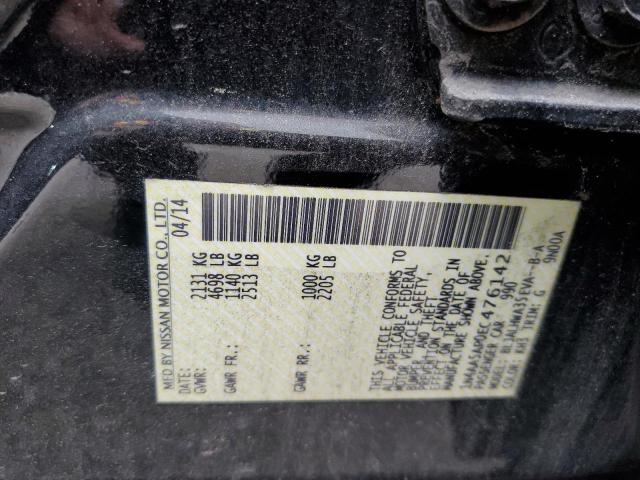 MFD BY NISSAN MOTOR CO., LTD.
DATE: 04/14
GVWR: 2131 KG
4698 LB
GAWR FR: 1140 KG
2513 LB
GAWR RR: 1000 KG
2205 LB
THIS VEHICLE CONFORMS TO
ALL APPLICABLE FEDERAL
MOTOR VEHICLE SAFETY,
BUMPER, AND THEFT
PREVENTION STANDARDS IN
EFFECT ON THE DATE OF
MANUFACTURE SHOWN ABOVE.
476142
PASSENGER CAR 990
MODEL:
COLOR: KH3 TRIM: G 9N00A